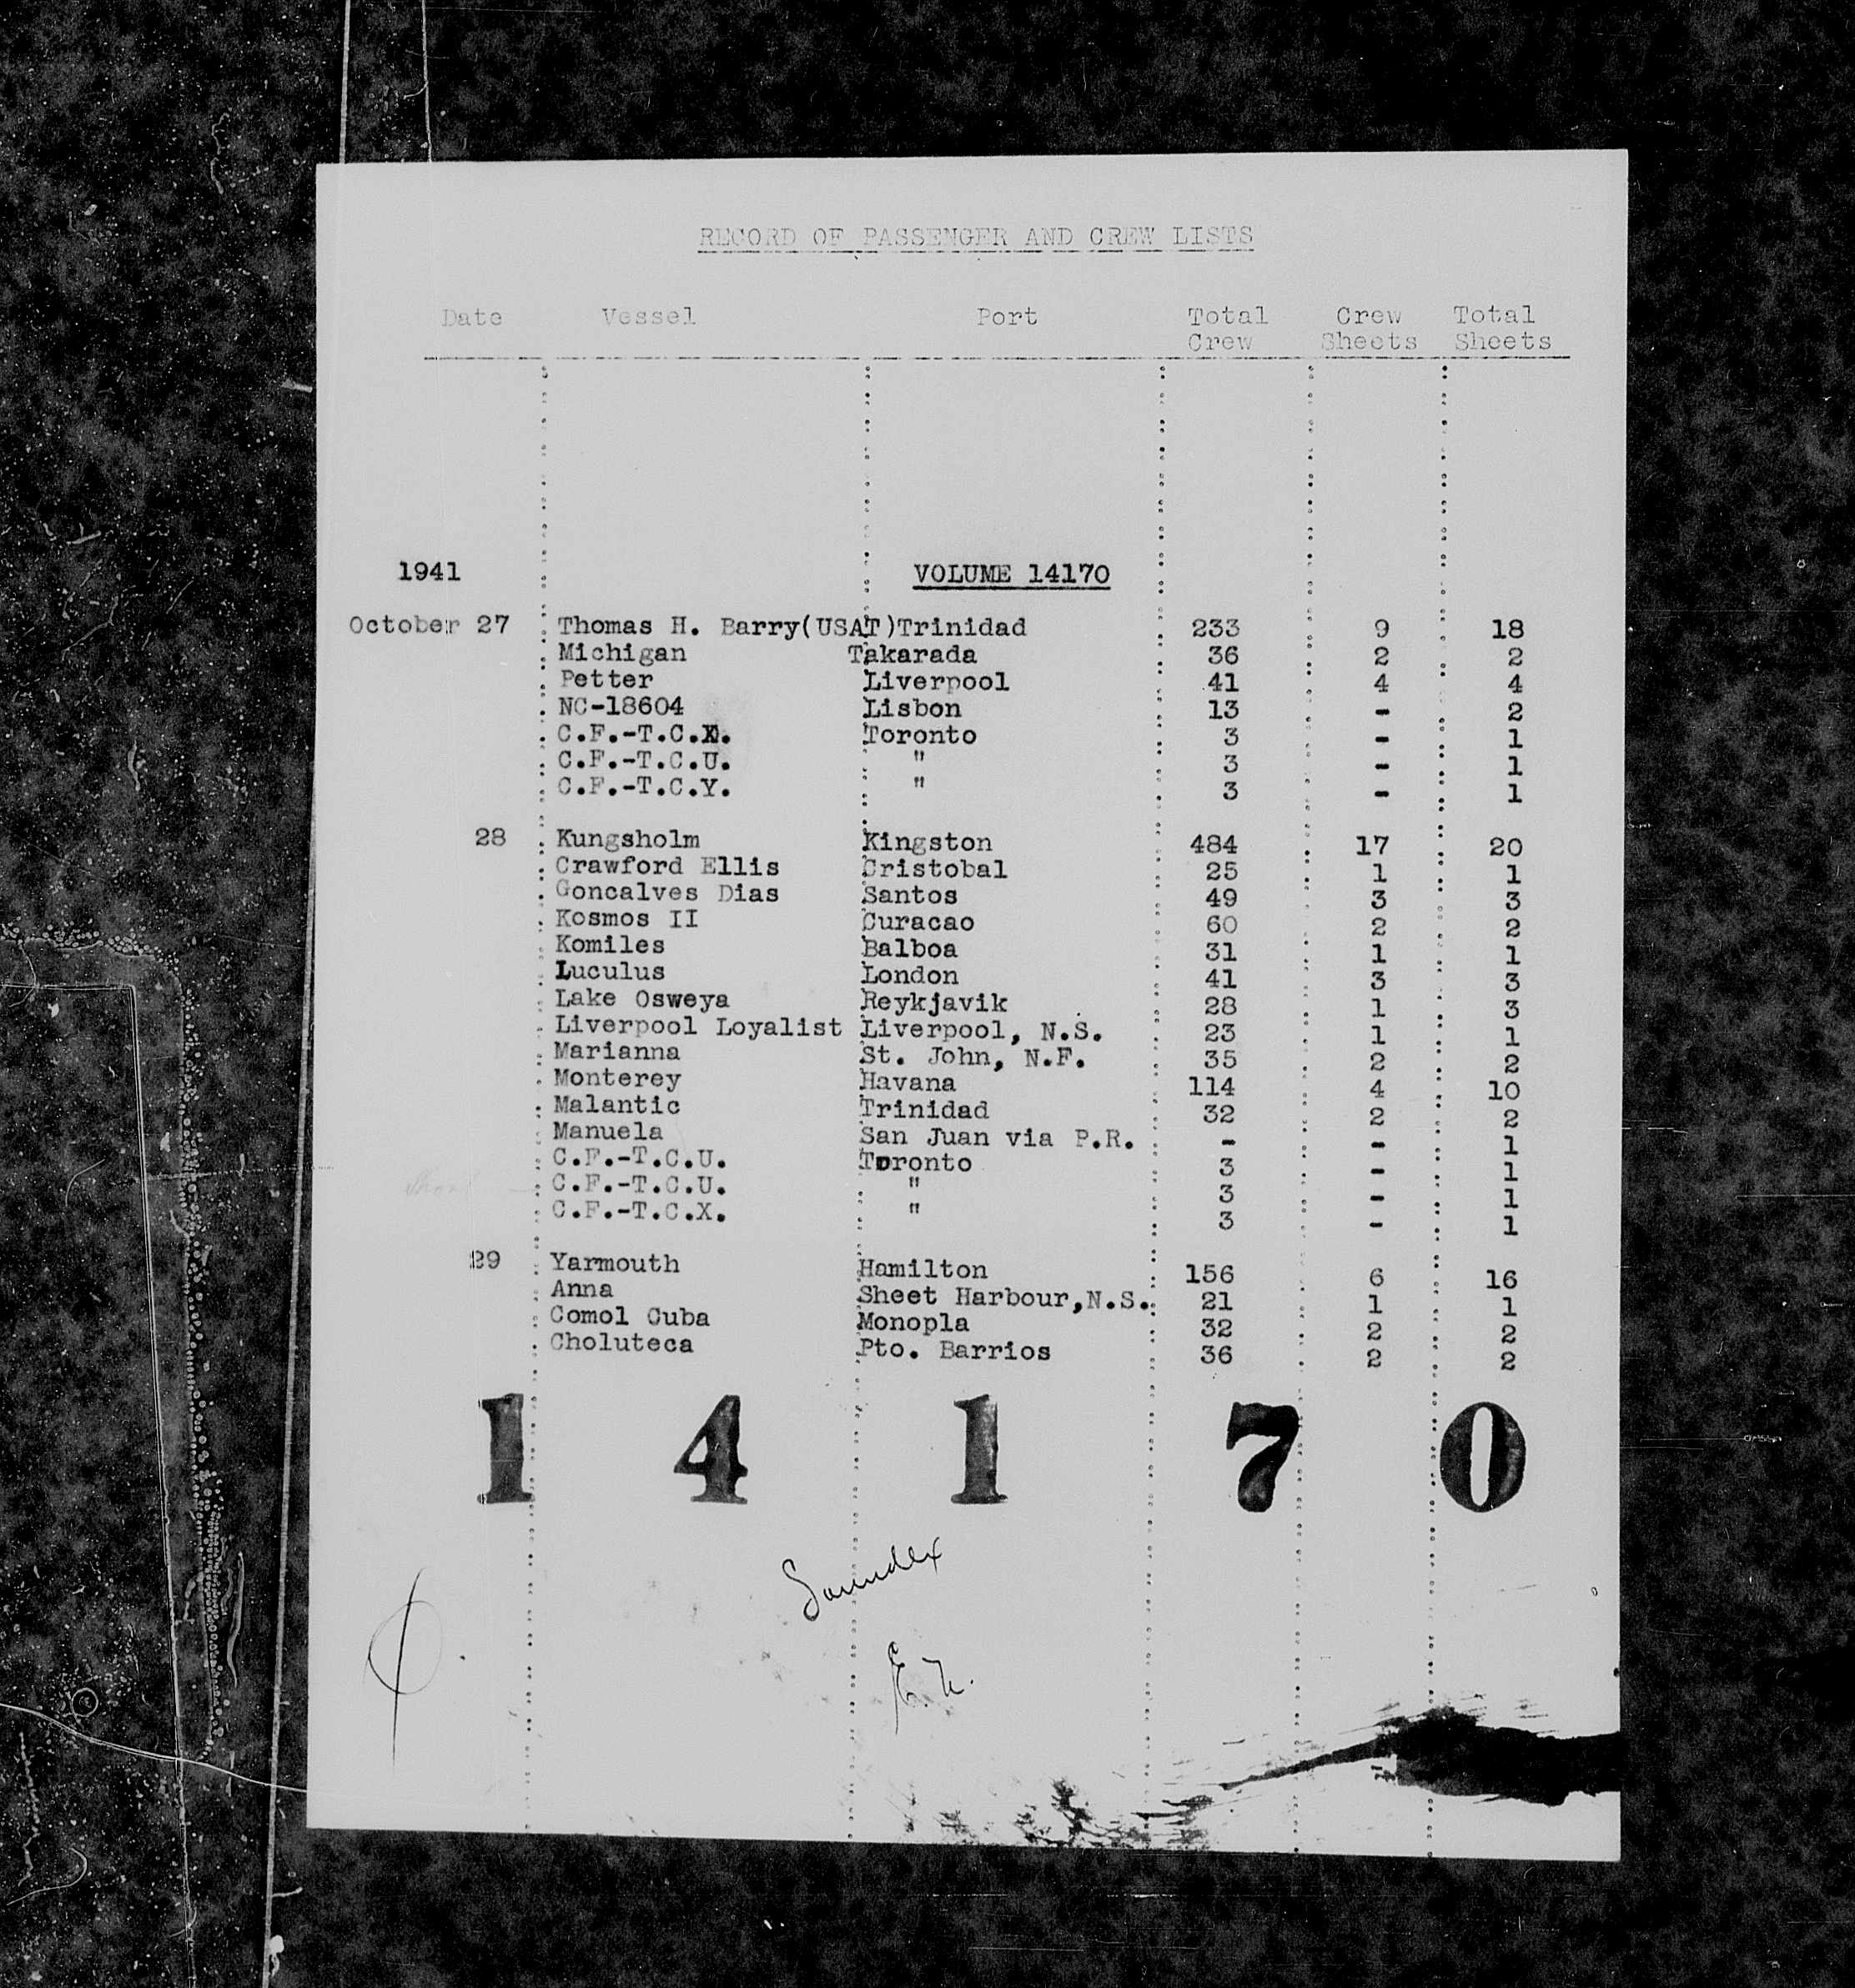 RECORD OF PASSENGER AND CREW LISTS
Date Vessel Port Total Crew Crew Sheets Total Sheets
1941 VOLUME 14170
October 27 Thomas H. Barry(USAT)Trinidad 233 9 18
Michigan Takarada 36 2 2
Petter Liverpool 41 4 4
NC-18604 Lisbon 13 - 2
C.F.-T.C.X. Toronto 3 - 1
C.F.-T.C.U. " 3 - 1
C.F.-T.C.Y. " 3 - 1
28 Kungsholm Kingston 484 17 20
Crawford Ellis Cristobal 25 1 1
Goncalves Dias Santos 49 3 3
Kosmos II Curacao 60 2 2
Komiles Balboa 31 1 1
Luculus London 41 3 3
Lake Osweya Reykjavik 28 1 3
Liverpool Loyalist Liverpool, N.S. 23 1 1
Marianna St. John, N.F. 35 2 2
Monterey Havana 114 4 10
Malantic Trinidad 32 2 2
Manuela San Juan via P.R. - - 1
C.F.-T.C.U. Toronto 3 - 1
C.F.-T.C.U. " 3 - 1
C.F.-T.C.X. " 3 - 1
29 Yarmouth Hamilton 156 6 16
Anna Sheet Harbour,N.S. 21 1 1
Comol Cuba Monopla 32 2 2
Choluteca Pto. Barrios 36 2 2
1 4 1 7 0
Soundex